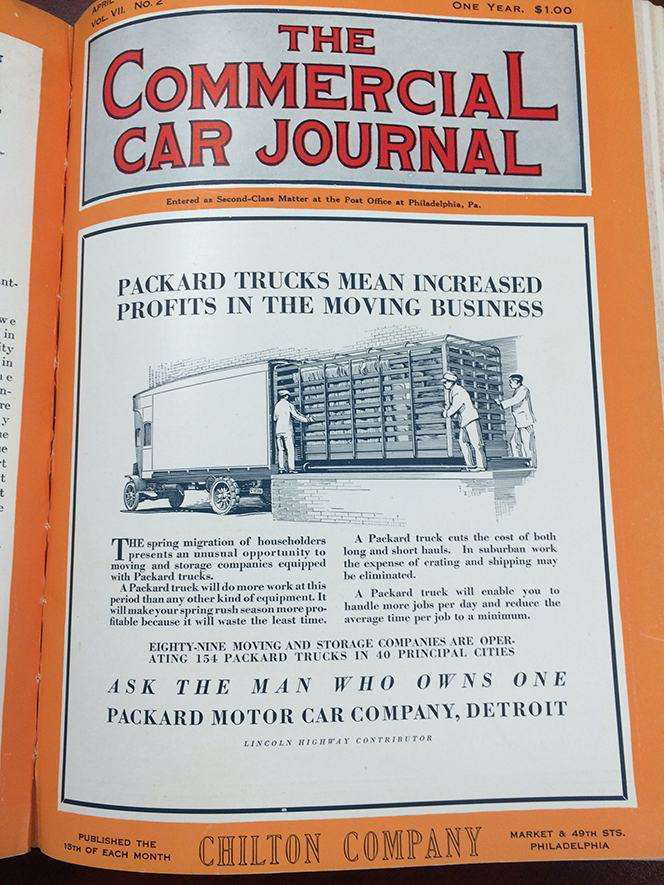 APRIL
VOL. VII. No. 2
ONE YEAR, $1.00
THE
COMMERCIAL
CAR JOURNAL
Entered as Second-Class Matter at the Post Office at Philadelphia, Pa.
PACKARD TRUCKS MEAN INCREASED
PROFITS IN THE MOVING BUSINESS
THE spring migration of householders
presents an unusual opportunity to
moving and storage companies equipped
with Packard trucks.
A Packard truck will do more work at this
period than any other kind of equipment. It
will make your spring rush season more pro-
fitable because it will waste the least time.
A Packard truck cuts the cost of both
long and short hauls. In suburban work
the expense of crating and shipping may
be eliminated.
A Packard truck will enable you to
handle more jobs per day and reduce the
average time per job to a minimum.
EIGHTY-NINE MOVING AND STORAGE COMPANIES ARE OPER-
ATING 154 PACKARD TRUCKS IN 40 PRINCIPAL CITIES
ASK THE MAN WHO OWNS ONE
PACKARD MOTOR CAR COMPANY, DETROIT
LINCOLN HIGHWAY CONTRIBUTOR
PUBLISHED THE
15TH OF EACH MONTH
CHILTON COMPANY
MARKET & 49TH STS.
PHILADELPHIA